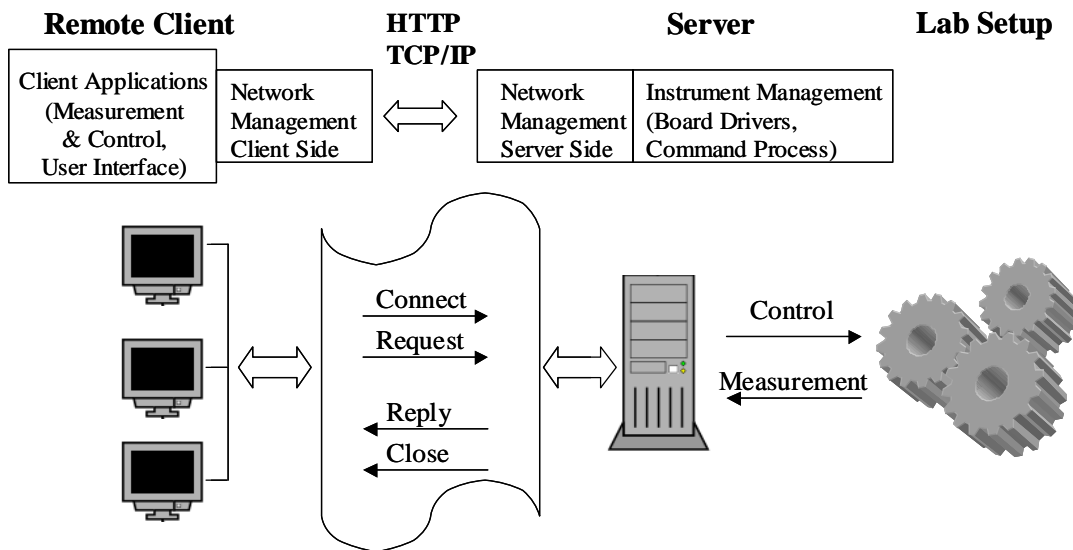 Remote Client
HTTP
TCP/IP
Server
Lab Setup
Client Applications
(Measurement
& Control,
User Interface)
Network
Management
Client Side
Network
Management
Server Side
Instrument Management
(Board Drivers,
Command Process)
Connect
Request
Reply
Close
Control
Measurement